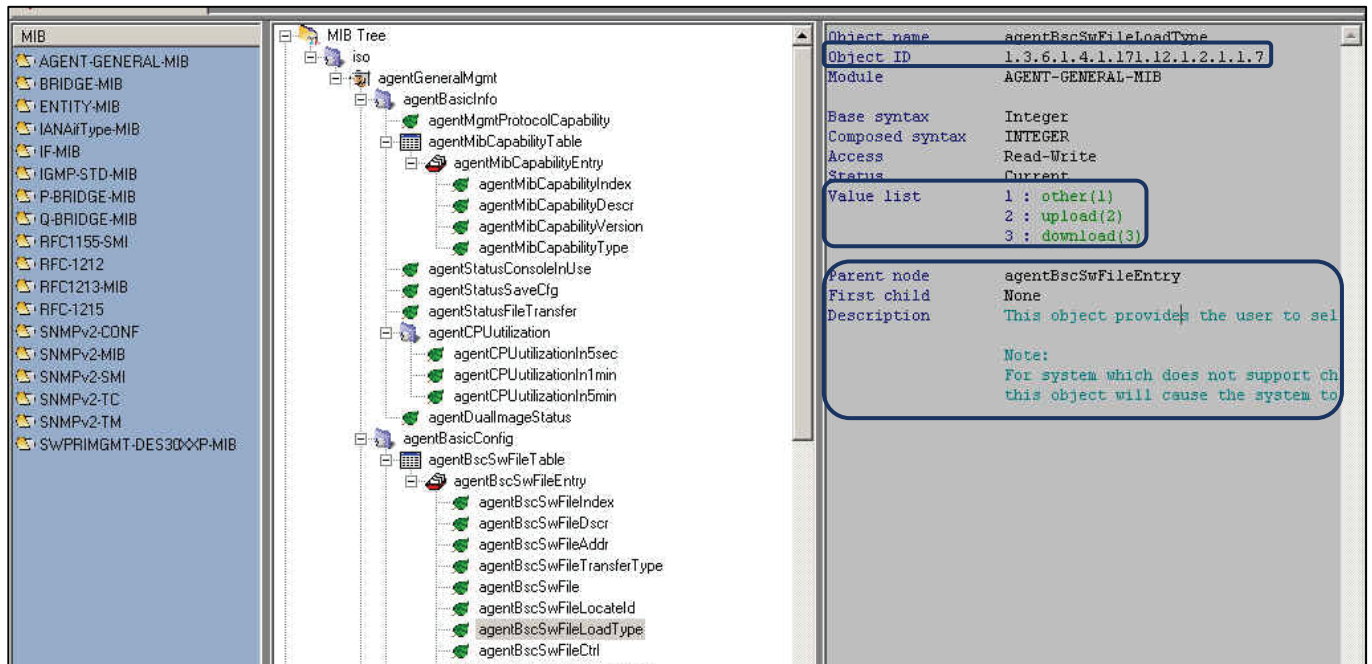 MIB
AGENT-GENERAL-MIB
BRIDGE-MIB
ENTITY-MIB
IANAifType-MIB
IF-MIB
IGMP-STD-MIB
P-BRIDGE-MIB
Q-BRIDGE-MIB
RFC1155-SMI
RFC-1212
RFC1213-MIB
RFC-1215
SNMPv2-CONF
SNMPv2-MIB
SNMPv2-SMI
SNMPv2-TC
SNMPv2-TM
SWPRIMGMT-DES30XXP-MIB
MIB Tree
iso
agentGeneralMgmt
agentBasicInfo
agentMgmtProtocolCapability
agentMibCapabilityTable
agentMibCapabilityEntry
agentMibCapabilityIndex
agentMibCapabilityDescr
agentMibCapabilityVersion
agentMibCapabilityType
agentStatusConsoleInUse
agentStatusSaveCfg
agentStatusFileTransfer
agentCPUutilization
agentCPUutilizationIn5sec
agentCPUutilizationIn1min
agentCPUutilizationIn5min
agentDualImageStatus
agentBasicConfig
agentBscSwFileTable
agentBscSwFileEntry
agentBscSwFileIndex
agentBscSwFileDscr
agentBscSwFileAddr
agentBscSwFileTransferType
agentBscSwFile
agentBscSwFileLocateId
agentBscSwFileLoadType
agentBscSwFileCtrl
Object name agentBscSwFileLoadType
Object ID 1.3.6.1.4.1.171.12.1.2.1.1.7
Module AGENT-GENERAL-MIB
Base syntax Integer
Composed syntax INTEGER
Access Read-Write
Status Current
Value list 1 : other(1)
2 : upload(2)
3 : download(3)
Parent node agentBscSwFileEntry
First child None
Description This object provides the user to sel
Note:
For system which does not support ch
this object will cause the system to